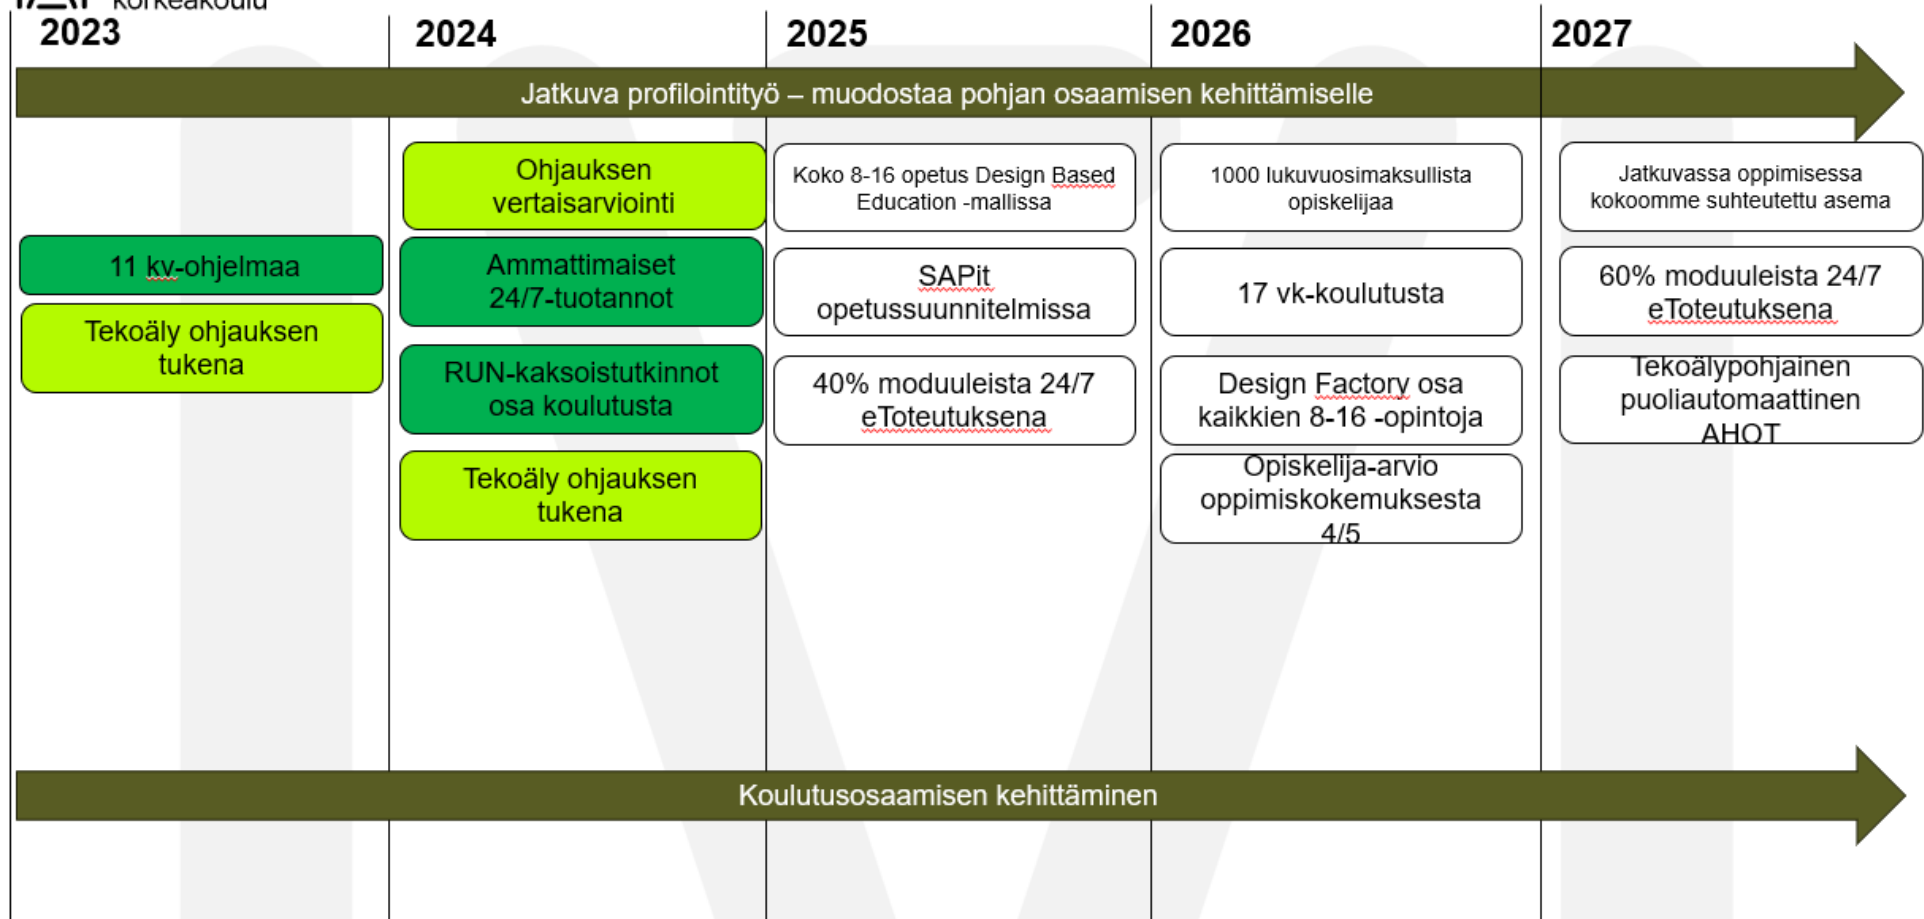 korkeakoulu
2023
2024
2025
2026
2027
Jatkuva profilointityö – muodostaa pohjan osaamisen kehittämiselle
11 kv-ohjelmaa
Tekoäly ohjauksen
tukena
Ohjauksen
vertaisarviointi
Ammattimaiset
24/7-tuotannot
RUN-kaksoistutkinnot
osa koulutusta
Tekoäly ohjauksen
tukena
Koko 8-16 opetus Design Based
Education -mallissa
SAPit
opetussuunnitelmissa
40% moduuleista 24/7
eToteutuksena
1000 lukuvuosimaksullista
opiskelijaa
17 vk-koulutusta
Design Factory osa
kaikkien 8-16 -opintoja
Opiskelija-arvio
oppimiskokemuksesta
4/5
Jatkuvassa oppimisessa
kokoomme suhteutettu asema
60% moduuleista 24/7
eToteutuksena
Tekoälypohjainen
puoliautomaattinen
AHOT
Koulutusosaamisen kehittäminen